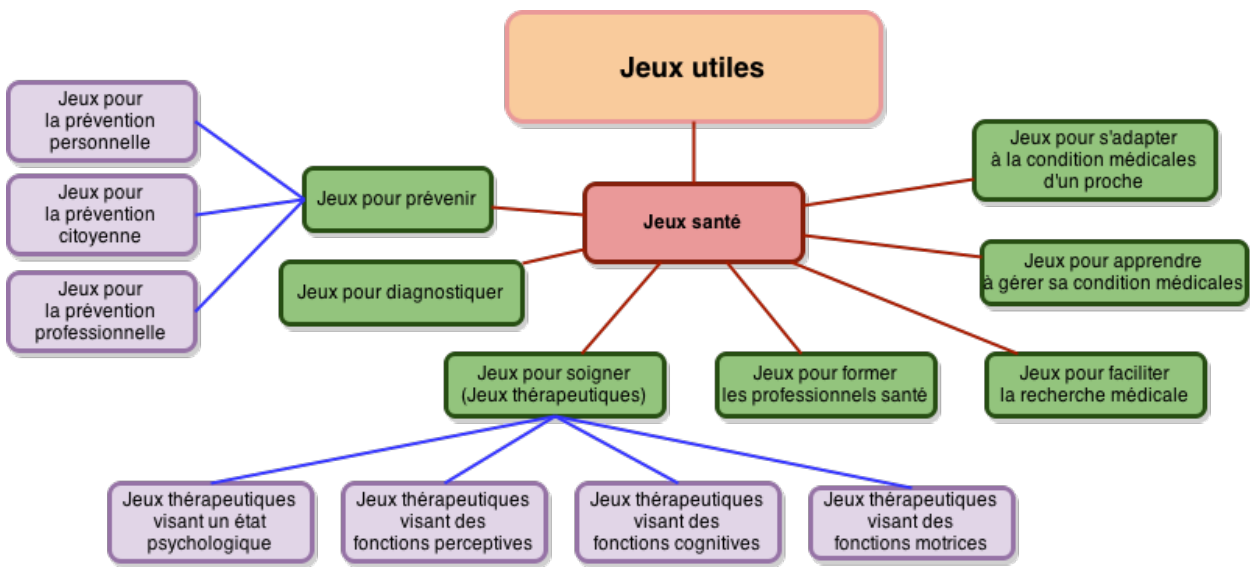 Jeux utiles
Jeux santé
Jeux pour prévenir
Jeux pour
la prévention
personnelle
Jeux pour
la prévention
citoyenne
Jeux pour
la prévention
professionnelle
Jeux pour diagnostiquer
Jeux pour soigner
(Jeux thérapeutiques)
Jeux thérapeutiques
visant un état
psychologique
Jeux thérapeutiques
visant des
fonctions perceptives
Jeux thérapeutiques
visant des
fonctions cognitives
Jeux thérapeutiques
visant des
fonctions motrices
Jeux pour former
les professionnels santé
Jeux pour faciliter
la recherche médicale
Jeux pour apprendre
à gérer sa condition médicales
Jeux pour s'adapter
à la condition médicales
d'un proche